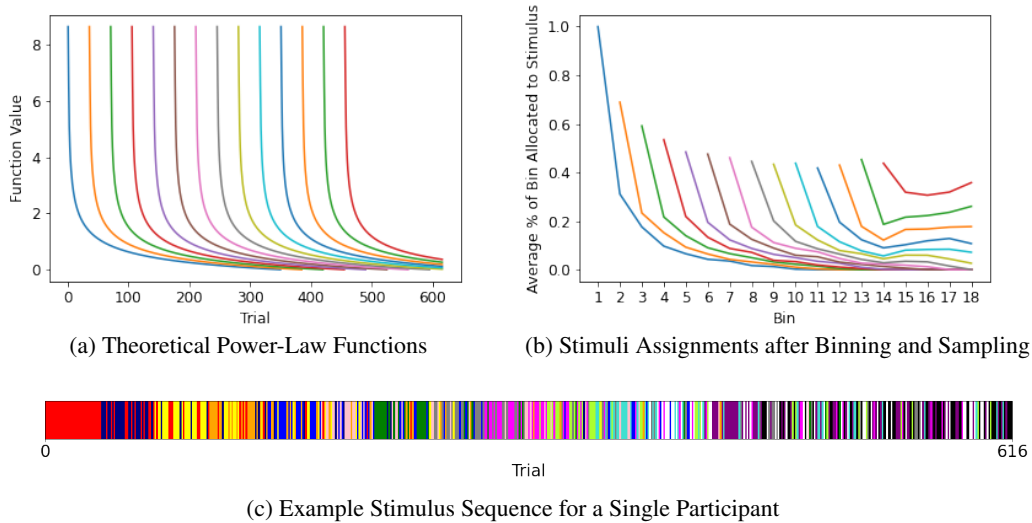 Function Value
8
6
4
2
0
0 100 200 300 400 500 600
Trial
(a) Theoretical Power-Law Functions
Average % of Bin Allocated to Stimulus
1.0
0.8
0.6
0.4
0.2
0.0
1 2 3 4 5 6 7 8 9 10 11 12 13 14 15 16 17 18
Bin
(b) Stimuli Assignments after Binning and Sampling
0 616
Trial
(c) Example Stimulus Sequence for a Single Participant